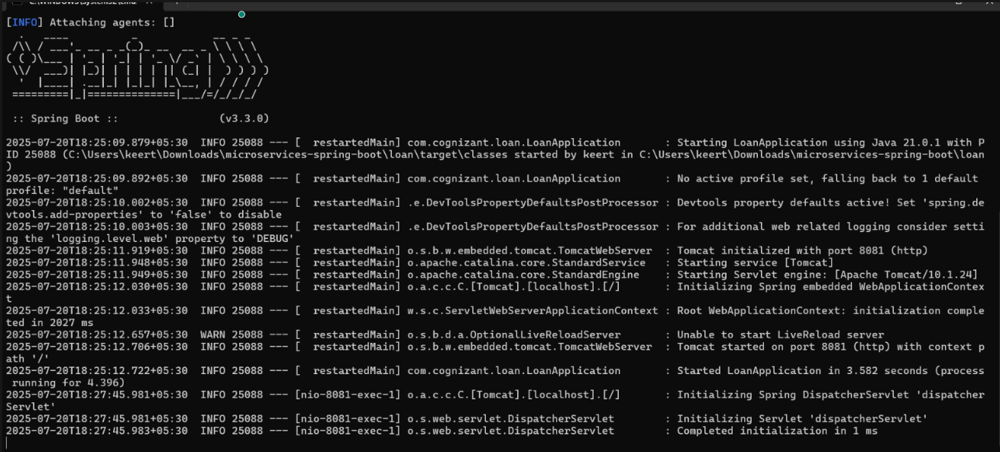 C:\WINDOWS\system32\cmd.
[INFO] Attaching agents: []
Spring
:: Spring Boot ::                (v3.3.0)
2025-07-20T18:25:09.879+05:30  INFO 25088 --- [  restartedMain] com.cognizant.loan.LoanApplication       : Starting LoanApplication using Java 21.0.1 with P
ID 25088 (C:\Users\keert\Downloads\microservices-spring-boot\loan\target\classes started by keert in C:\Users\keert\Downloads\microservices-spring-boot\loan
)
2025-07-20T18:25:09.892+05:30  INFO 25088 --- [  restartedMain] com.cognizant.loan.LoanApplication       : No active profile set, falling back to 1 default
profile: "default"
2025-07-20T18:25:10.002+05:30  INFO 25088 --- [  restartedMain] .e.DevToolsPropertyDefaultsPostProcessor : Devtools property defaults active! Set 'spring.de
vtools.add-properties' to 'false' to disable
2025-07-20T18:25:10.003+05:30  INFO 25088 --- [  restartedMain] .e.DevToolsPropertyDefaultsPostProcessor : For additional web related logging consider setti
ng the 'logging.level.web' property to 'DEBUG'
2025-07-20T18:25:11.919+05:30  INFO 25088 --- [  restartedMain] o.s.b.w.embedded.tomcat.TomcatWebServer  : Tomcat initialized with port 8081 (http)
2025-07-20T18:25:11.948+05:30  INFO 25088 --- [  restartedMain] o.apache.catalina.core.StandardService   : Starting service [Tomcat]
2025-07-20T18:25:11.949+05:30  INFO 25088 --- [  restartedMain] o.apache.catalina.core.StandardEngine    : Starting Servlet engine: [Apache Tomcat/10.1.24]
2025-07-20T18:25:12.030+05:30  INFO 25088 --- [  restartedMain] o.a.c.c.C.[Tomcat].[localhost].[/]       : Initializing Spring embedded WebApplicationContex
t
2025-07-20T18:25:12.033+05:30  INFO 25088 --- [  restartedMain] w.s.c.ServletWebServerApplicationContext : Root WebApplicationContext: initialization comple
ted in 2027 ms
2025-07-20T18:25:12.657+05:30  WARN 25088 --- [  restartedMain] o.s.b.d.a.OptionalLiveReloadServer       : Unable to start LiveReload server
2025-07-20T18:25:12.706+05:30  INFO 25088 --- [  restartedMain] o.s.b.w.embedded.tomcat.TomcatWebServer  : Tomcat started on port 8081 (http) with context p
ath '/'
2025-07-20T18:25:12.722+05:30  INFO 25088 --- [  restartedMain] com.cognizant.loan.LoanApplication       : Started LoanApplication in 3.582 seconds (process
running for 4.396)
2025-07-20T18:27:45.981+05:30  INFO 25088 --- [nio-8081-exec-1] o.a.c.c.C.[Tomcat].[localhost].[/]       : Initializing Spring DispatcherServlet 'dispatcher
Servlet'
2025-07-20T18:27:45.981+05:30  INFO 25088 --- [nio-8081-exec-1] o.s.web.servlet.DispatcherServlet        : Initializing Servlet 'dispatcherServlet'
2025-07-20T18:27:45.983+05:30  INFO 25088 --- [nio-8081-exec-1] o.s.web.servlet.DispatcherServlet        : Completed initialization in 1 ms